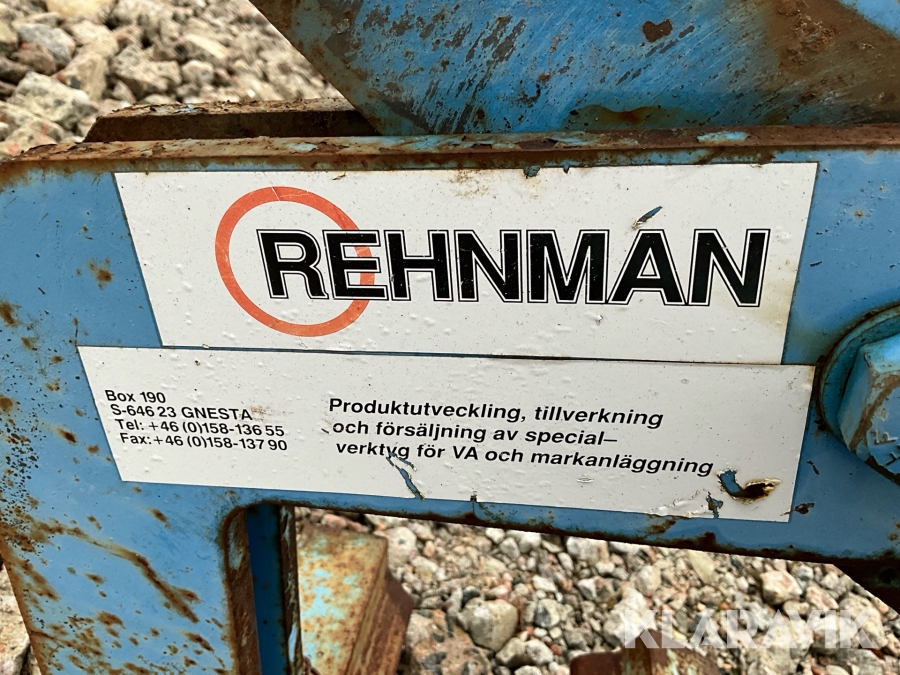 REHNMAN
Box 190
S-646 23 GNESTA
Tel: +46 (0)158-136 55
Fax: +46 (0)158-137 90
Produktutveckling, tillverkning
och försäljning av special–
verktyg för VA och markanläggning
KLARAVIK